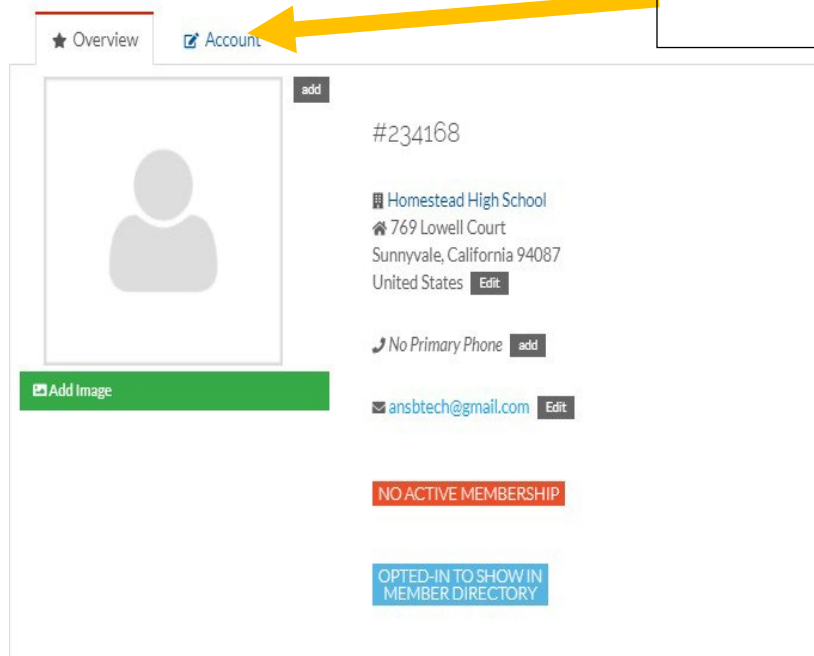 Overview Account
add
#234168
Homestead High School
769 Lowell Court
Sunnyvale, California 94087
United States Edit
No Primary Phone add
Add Image
ansbtech@gmail.com Edit
NO ACTIVE MEMBERSHIP
OPTED-IN TO SHOW IN
MEMBER DIRECTORY